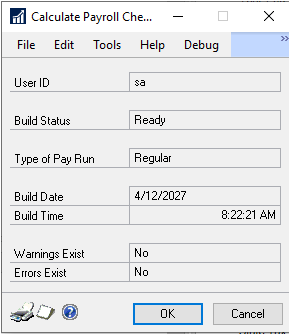 Calculate Payroll Che...
File Edit Tools Help Debug »
User ID sa
Build Status Ready
Type of Pay Run Regular
Build Date 4/12/2027
Build Time 8:22:21 AM
Warnings Exist No
Errors Exist No
OK Cancel